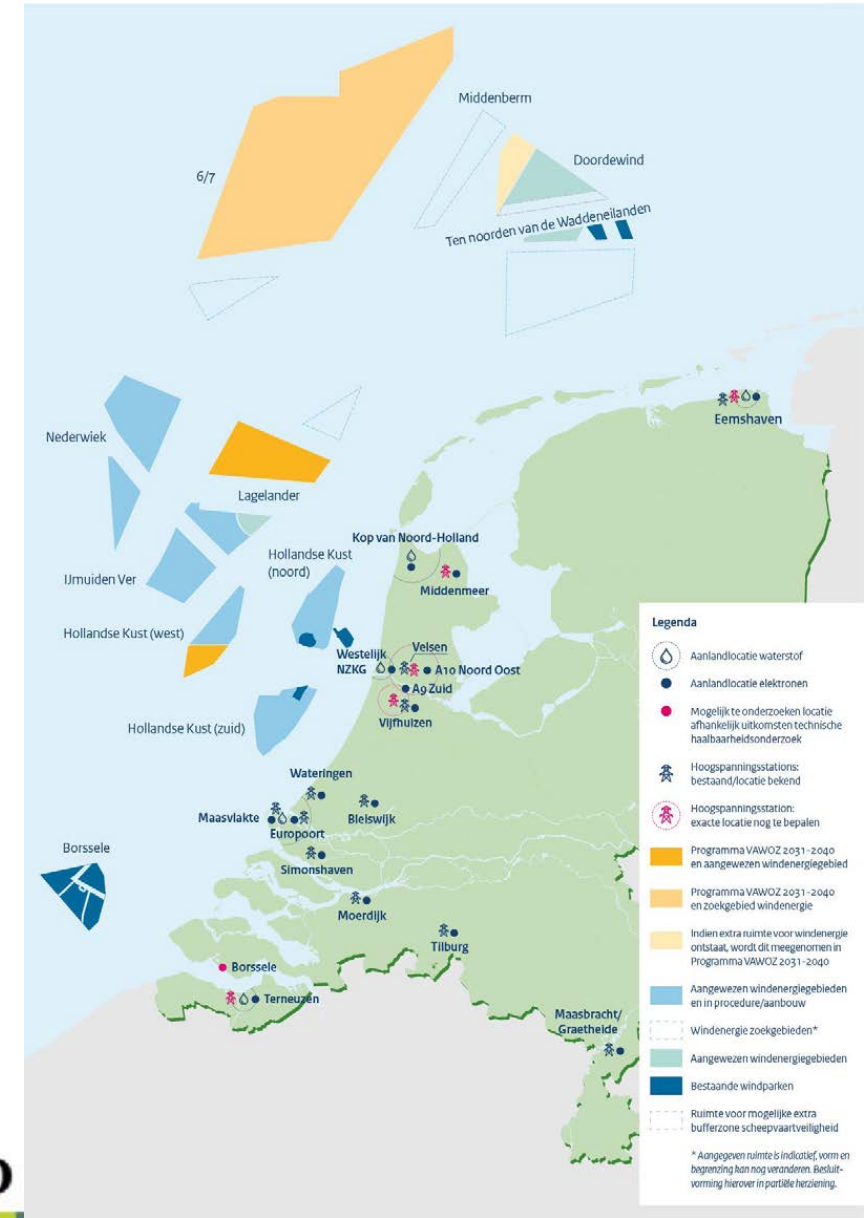 Middenberm
6/7
Doordewind
Ten noorden van de Waddeneilanden
Nederwiek
Eemshaven
Lagelander
Kop van Noord-Holland
Hollandse Kust
(noord)
IJmuiden Ver
Middenmeer
Hollandse Kust (west)
Velsen
Westelijk
NZKG
A10 Noord Oost
A9 Zuid
Hollandse Kust (zuid)
Vijfhuizen
Wateringen
Maasvlakte
Bleiswijk
Europoort
Borssele
Simonshaven
Moerdijk
Tilburg
Borssele
Terneuzen
Maasbracht/
Graetheide
Legenda
Aanlandlocatie waterstof
Aanlandlocatie elektronen
Mogelijk te onderzoeken locatie
afhankelijk uitkomsten technische
haalbaarheidsonderzoek
Hoogspanningsstations:
bestaand/locatie bekend
Hoogspanningsstation:
exacte locatie nog te bepalen
Programma VAWOZ 2031-2040
en aangewezen windenergiegebied
Programma VAWOZ 2031-2040
en zoekgebied windenergie
Indien extra ruimte voor windenergie
ontstaat, wordt dit meegenomen in
Programma VAWOZ 2031-2040
Aangewezen windenergiegebieden
en in procedure/aanbouw
Windenergie zoekgebieden*
Aangewezen windenergiegebieden
Bestaande windparken
Ruimte voor mogelijke extra
bufferzone scheepvaartveiligheid
* Aangegeven ruimte is indicatief, vorm en
begrenzing kan nog veranderen. Besluit-
vorming hierover in partiële herziening.